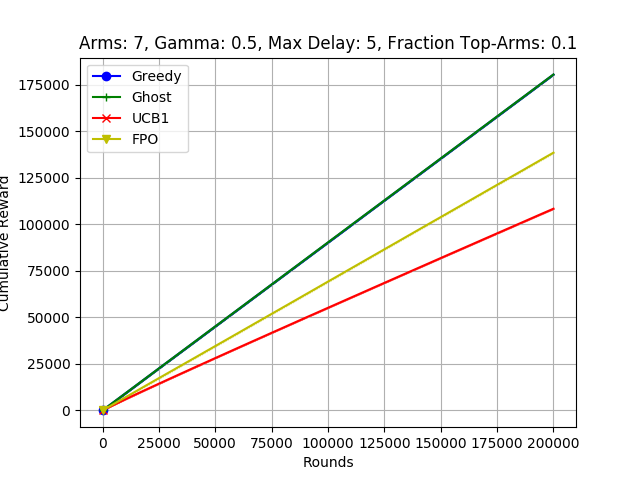 Arms: 7, Gamma: 0.5, Max Delay: 5, Fraction Top-Arms: 0.1
Greedy
Ghost
UCB1
FPO
175000
150000
125000
100000
75000
50000
25000
0
Cumulative Reward
0 25000 50000 75000 100000 125000 150000 175000 200000
Rounds